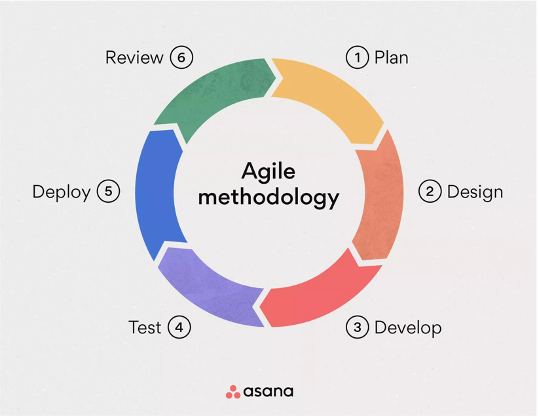 Review 6
1 Plan
Agile
methodology
Deploy 5
2 Design
Test 4
3 Develop
asana